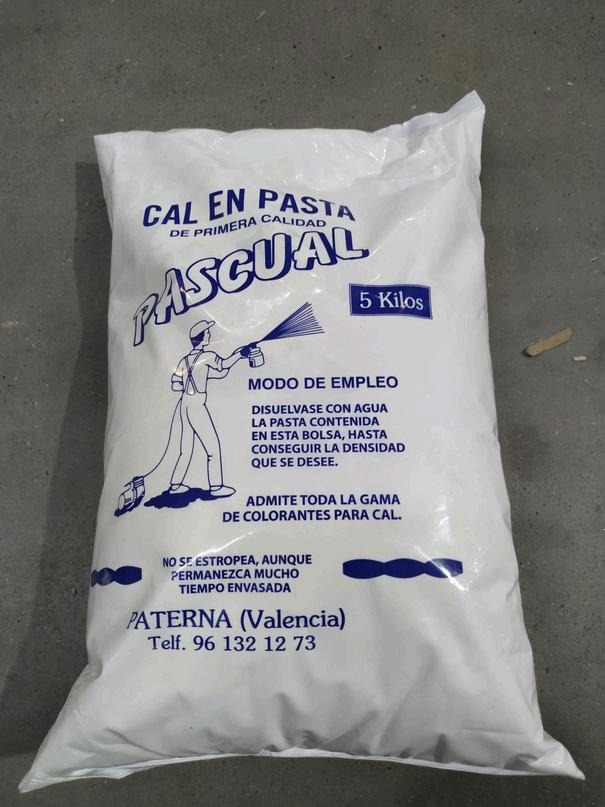 CAL EN PASTA
DE PRIMERA CALIDAD
PASCUAL
5 Kilos
MODO DE EMPLEO
DISUELVASE CON AGUA
LA PASTA CONTENIDA
EN ESTA BOLSA, HASTA
CONSEGUIR LA DENSIDAD
QUE SE DESEE.
ADMITE TODA LA GAMA
DE COLORANTES PARA CAL.
NO SE ESTROPEA, AUNQUE
PERMANEZCA MUCHO
TIEMPO ENVASADA
PATERNA (Valencia)
Telf. 96 132 12 73